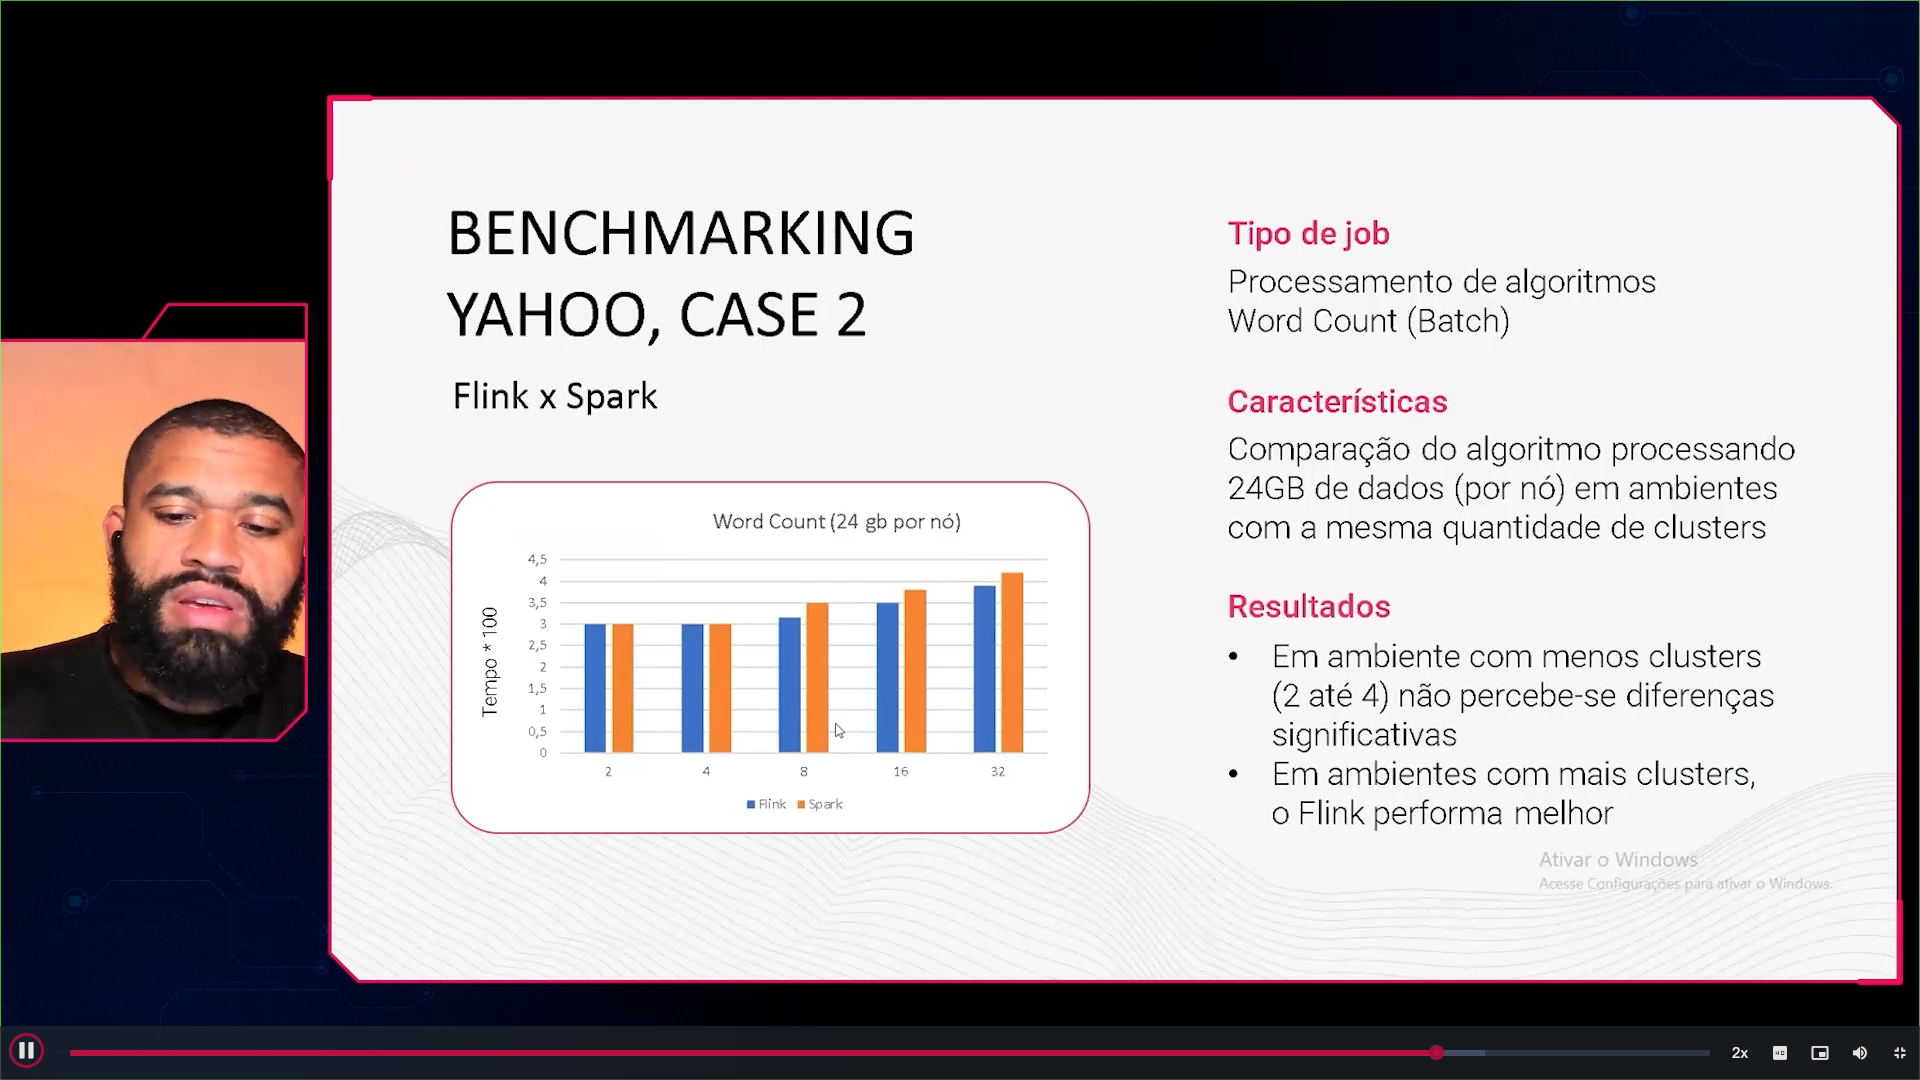 BENCHMARKING
YAHOO, CASE 2
Flink x Spark
Word Count (24 gb por nó)
Tempo * 100
4,5
4
3,5
3
2,5
2
1,5
1
0,5
0
2 4 8 16 32
Flink Spark
Tipo de job
Processamento de algoritmos
Word Count (Batch)
Características
Comparação do algoritmo processando
24GB de dados (por nó) em ambientes
com a mesma quantidade de clusters
Resultados
• Em ambiente com menos clusters
(2 até 4) não percebe-se diferenças
significativas
• Em ambientes com mais clusters,
o Flink performa melhor
Ativar o Windows
Acesse Configurações para ativar o Windows.
2x
HD